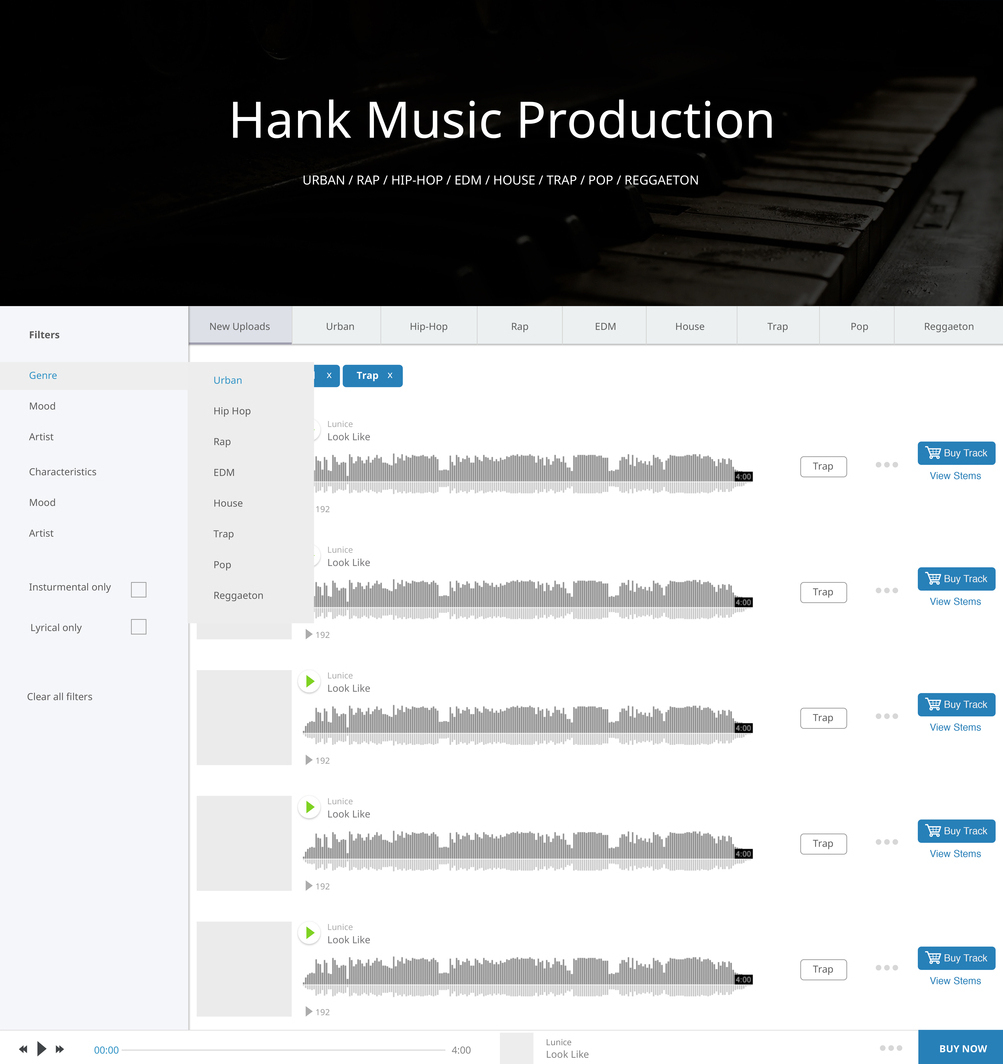 Hank Music Production
URBAN / RAP / HIP-HOP / EDM / HOUSE / TRAP / POP / REGGAETON
Filters
Genre
Mood
Artist
Characteristics
Mood
Artist
Insturmental only
Lyrical only
Clear all filters
New Uploads Urban Hip-Hop Rap EDM House Trap Pop Reggaeton
Urban
Hip Hop
Rap
EDM
House
Trap
Pop
Reggaeton
x Trap x
Lunice
Look Like
4:00
192
Trap
Buy Track
View Stems
Lunice
Look Like
4:00
192
Trap
Buy Track
View Stems
Lunice
Look Like
4:00
192
Trap
Buy Track
View Stems
Lunice
Look Like
4:00
192
Trap
Buy Track
View Stems
Lunice
Look Like
4:00
192
Trap
Buy Track
View Stems
00:00 4:00
Lunice
Look Like
BUY NOW